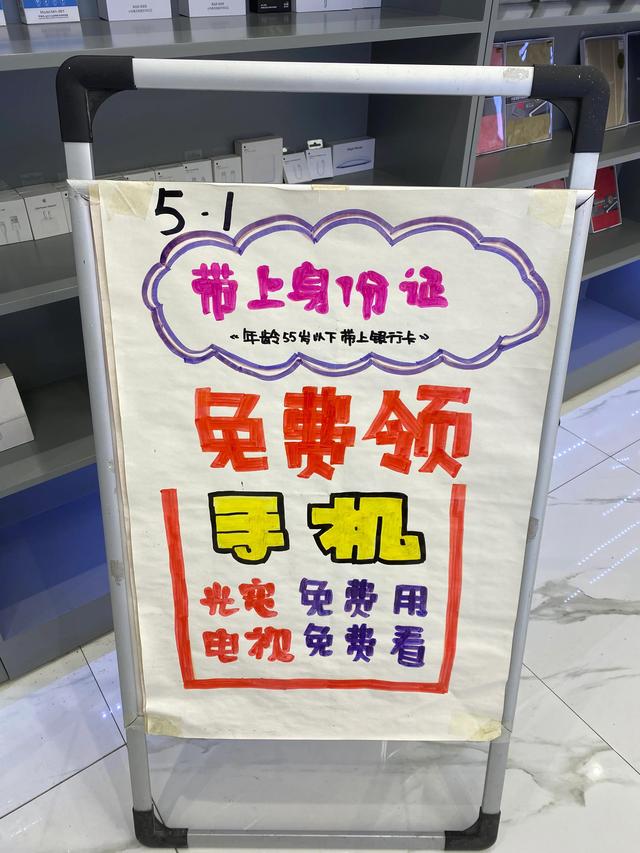 5·1
带上身份证
《年龄55岁以下带上银行卡》
免费领
手机
光宽 免费用
电视 免费看